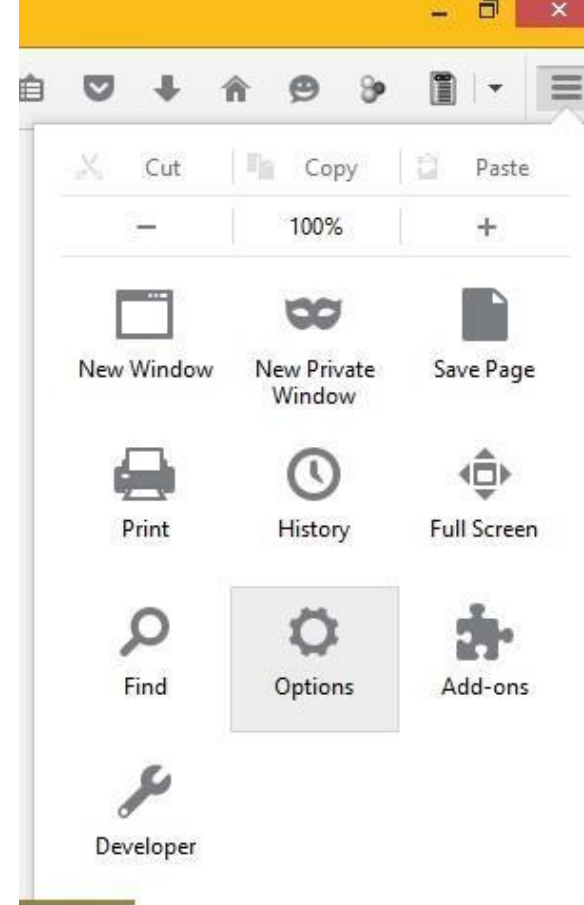 Cut Copy Paste
− 100% +
New Window New Private Window Save Page
Print History Full Screen
Find Options Add-ons
Developer